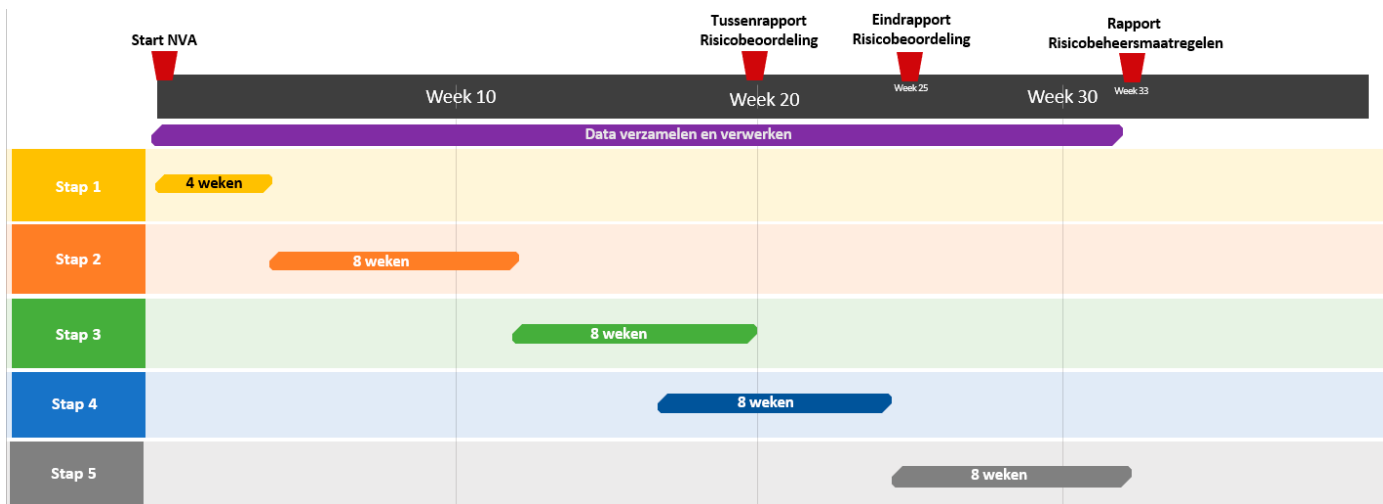 Start NVA
Tussenrapport
Risicobeoordeling
Eindrapport
Risicobeoordeling
Rapport
Risicobeheersmaatregelen
Week 10
Week 20
Week 25
Week 30
Week 33
Data verzamelen en verwerken
Stap 1
4 weken
Stap 2
8 weken
Stap 3
8 weken
Stap 4
8 weken
Stap 5
8 weken